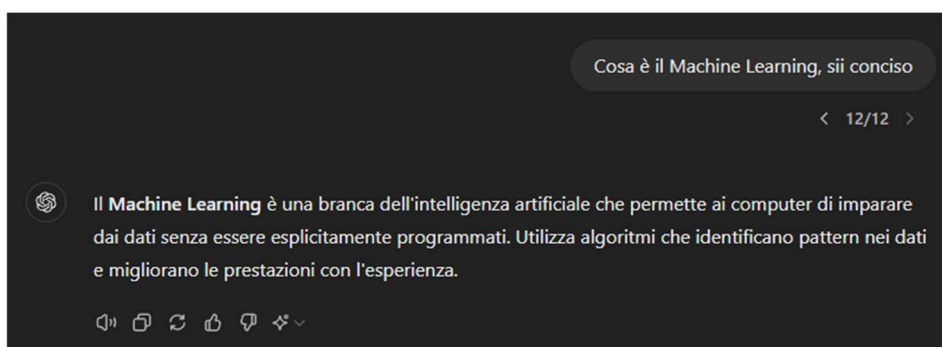 Cosa è il Machine Learning, sii conciso
< 12/12 >
Il Machine Learning è una branca dell'intelligenza artificiale che permette ai computer di imparare
dai dati senza essere esplicitamente programmati. Utilizza algoritmi che identificano pattern nei dati
e migliorano le prestazioni con l'esperienza.